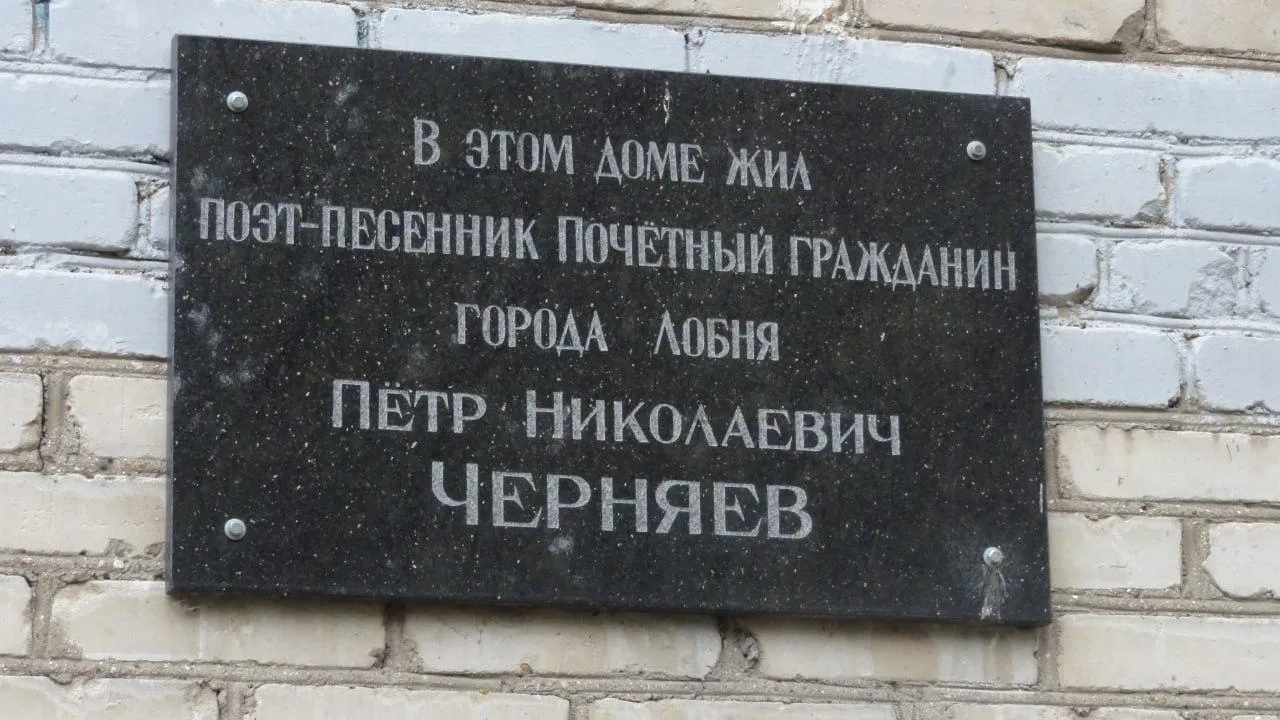 В ЭТОМ ДОМЕ ЖИЛ
ПОЭТ-ПЕСЕННИК ПОЧЁТНЫЙ ГРАЖДАНИН
ГОРОДА ЛОБНЯ
ПЁТР НИКОЛАЕВИЧ
ЧЕРНЯЕВ